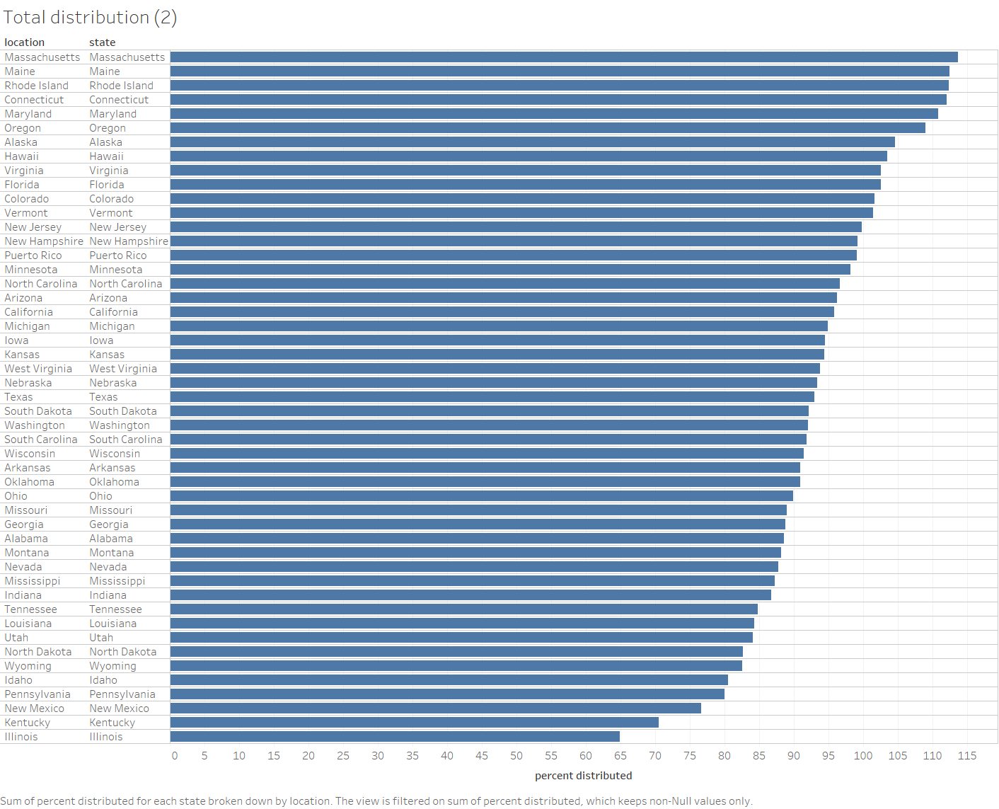 Total distribution (2)
location state
Massachusetts Massachusetts
Maine Maine
Rhode Island Rhode Island
Connecticut Connecticut
Maryland Maryland
Oregon Oregon
Alaska Alaska
Hawaii Hawaii
Virginia Virginia
Florida Florida
Colorado Colorado
Vermont Vermont
New Jersey New Jersey
New Hampshire New Hampshire
Puerto Rico Puerto Rico
Minnesota Minnesota
North Carolina North Carolina
Arizona Arizona
California California
Michigan Michigan
Iowa Iowa
Kansas Kansas
West Virginia West Virginia
Nebraska Nebraska
Texas Texas
South Dakota South Dakota
Washington Washington
South Carolina South Carolina
Wisconsin Wisconsin
Arkansas Arkansas
Oklahoma Oklahoma
Ohio Ohio
Missouri Missouri
Georgia Georgia
Alabama Alabama
Montana Montana
Nevada Nevada
Mississippi Mississippi
Indiana Indiana
Tennessee Tennessee
Louisiana Louisiana
Utah Utah
North Dakota North Dakota
Wyoming Wyoming
Idaho Idaho
Pennsylvania Pennsylvania
New Mexico New Mexico
Kentucky Kentucky
Illinois Illinois
0 5 10 15 20 25 30 35 40 45 50 55 60 65 70 75 80 85 90 95 100 105 110 115
percent distributed
Sum of percent distributed for each state broken down by location. The view is filtered on sum of percent distributed, which keeps non-Null values only.